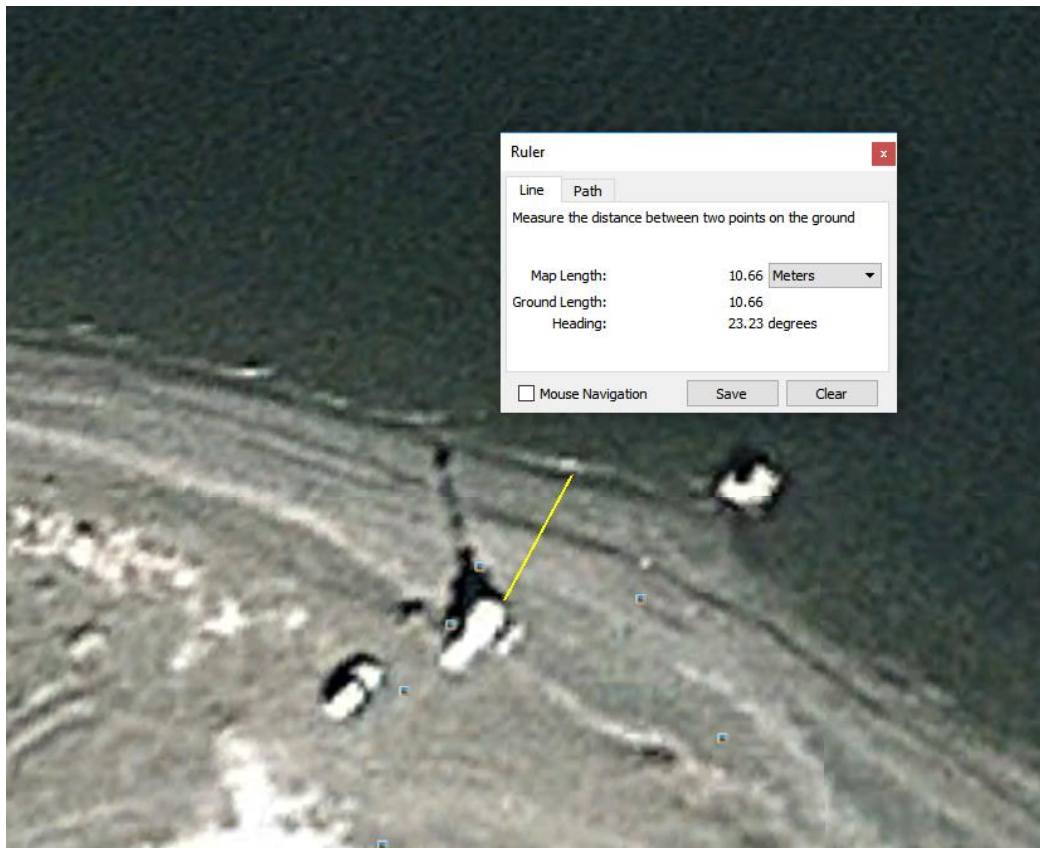 Ruler
x
Line Path
Measure the distance between two points on the ground
Map Length: 10.66 Meters
Ground Length: 10.66
Heading: 23.23 degrees
Mouse Navigation Save Clear